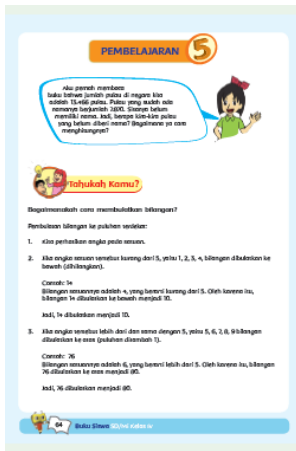 PEMBELAJARAN 5
Aku pernah membaca
buku bahwa jumlah pulau di negara kita
adalah 13.466 pulau. Pulau yang sudah ada
namanya berjumlah 2.870. Sisanya belum
memiliki nama. Jadi, berapa kira-kira pulau
yang belum diberi nama? Bagaimana ya cara
menghitungnya?
Tahukah Kamu?
Bagaimanakah cara membulatkan bilangan?
Pembulatan bilangan ke puluhan terdekat:
1. Kita perhatikan angka pada satuan.
2. Jika angka satuan tersebut kurang dari 5, yaitu 1, 2, 3, 4, bilangan dibulatkan ke
bawah (dihilangkan).
Contoh: 14
Bilangan satuannya adalah 4, yang berarti kurang dari 5. Oleh karena itu,
bilangan 14 dibulatkan ke bawah menjadi 10.
Jadi, 14 dibulatkan menjadi 10.
3. Jika angka tersebut lebih dari dan sama dengan 5, yaitu 5, 6, 7, 8, 9 bilangan
dibulatkan ke atas (puluhan ditambah 1).
Contoh: 76
Bilangan satuannya adalah 6, yang berarti lebih dari 5. Oleh karena itu, bilangan
76 dibulatkan ke atas menjadi 80.
Jadi, 76 dibulatkan menjadi 80.
64 Buku Siswa SD/MI Kelas IV